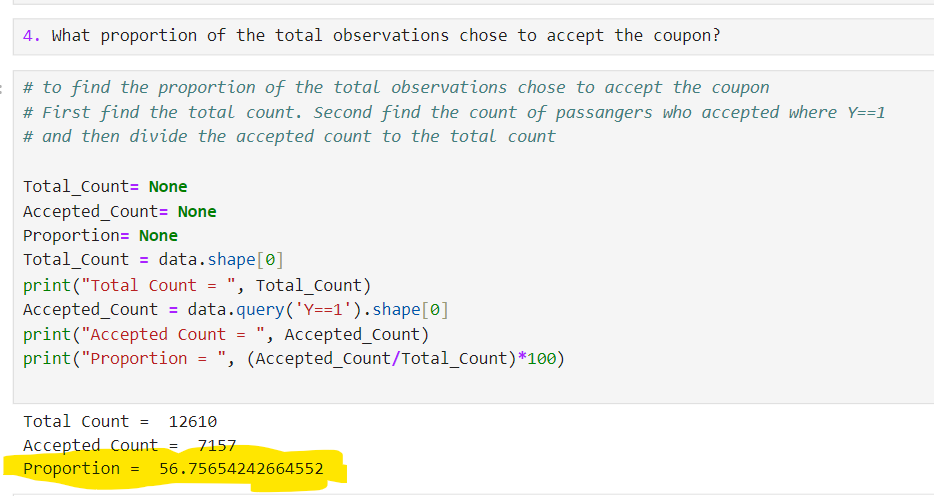 4. What proportion of the total observations chose to accept the coupon?
# to find the proportion of the total observations chose to accept the coupon
# First find the total count. Second find the count of passangers who accepted where Y==1
# and then divide the accepted count to the total count
Total_Count= None
Accepted_Count= None
Proportion= None
Total_Count = data.shape[0]
print("Total Count = ", Total_Count)
Accepted_Count = data.query('Y==1').shape[0]
print("Accepted Count = ", Accepted_Count)
print("Proportion = ", (Accepted_Count/Total_Count)*100)
Total Count =  12610
Accepted Count =  7157
Proportion =  56.75654242664552